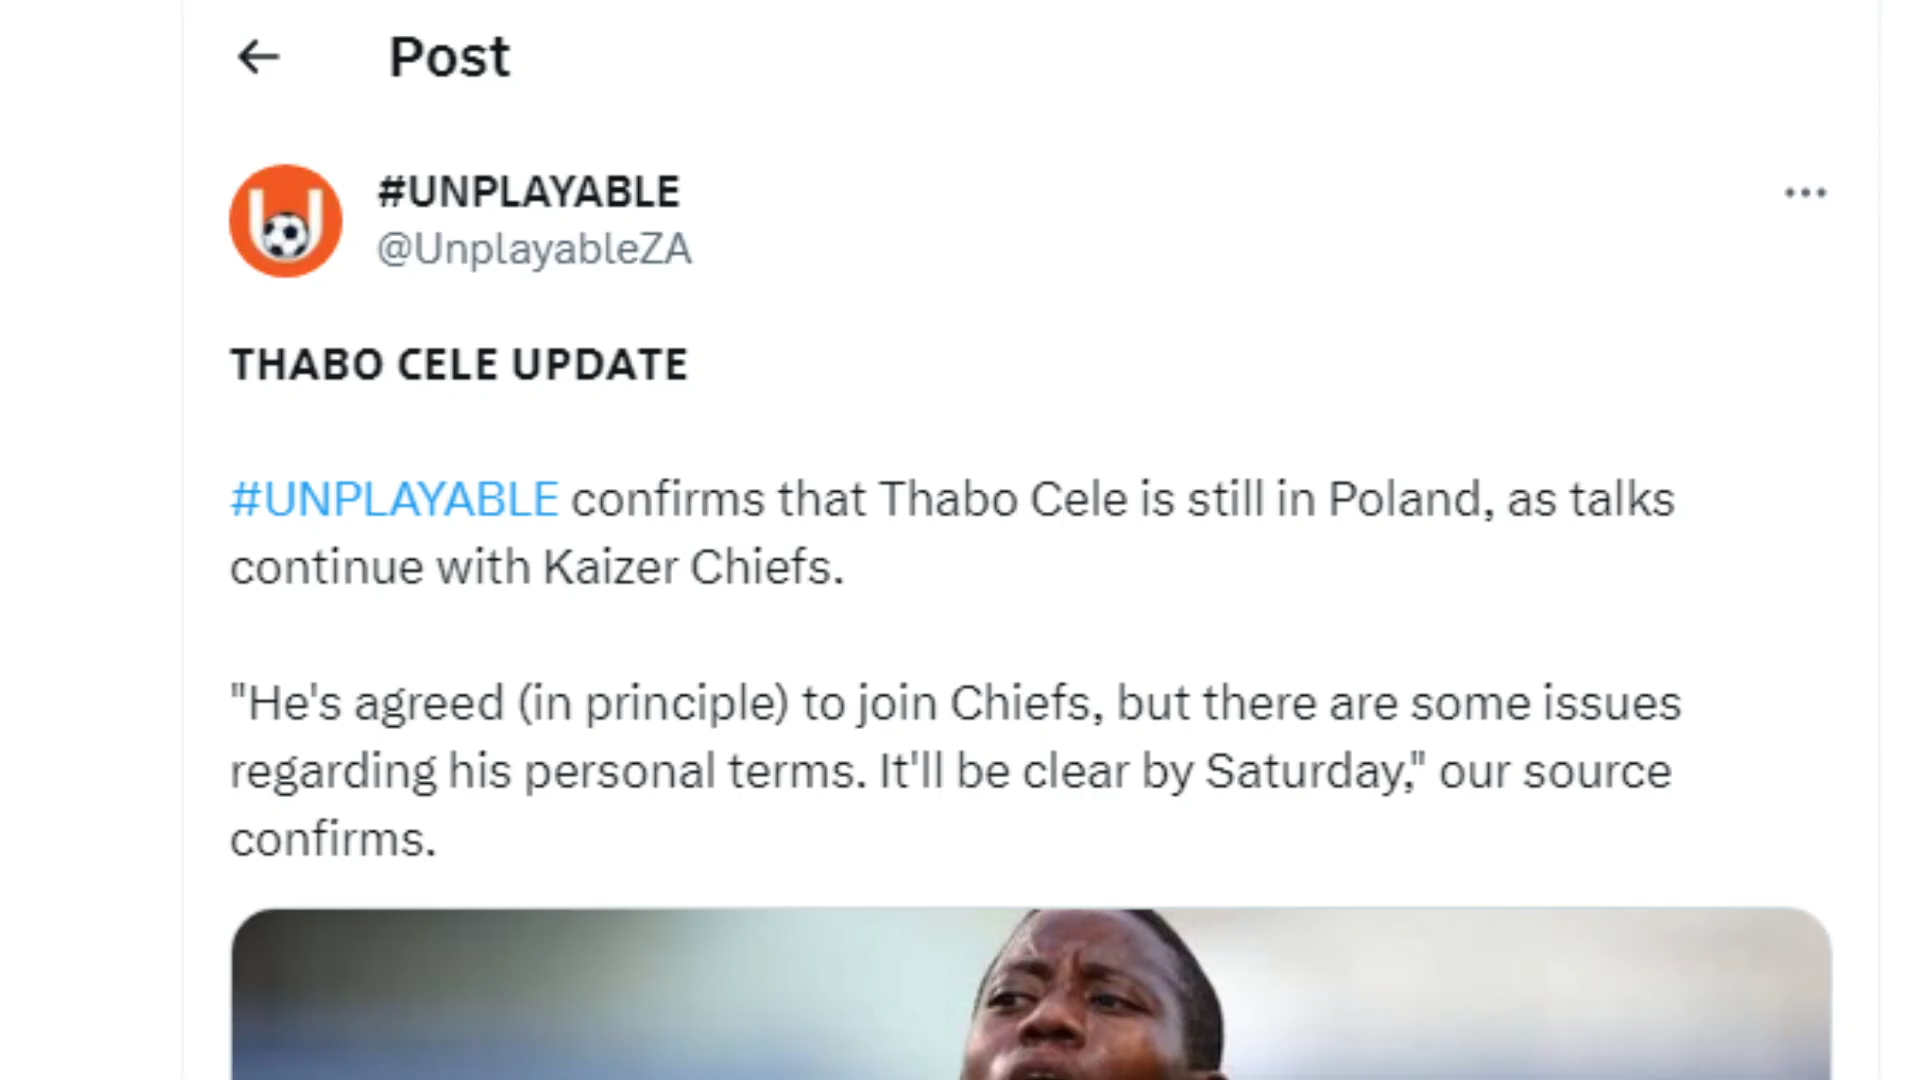 Post
#UNPLAYABLE
@UnplayableZA
THABO CELE UPDATE
#UNPLAYABLE confirms that Thabo Cele is still in Poland, as talks
continue with Kaizer Chiefs.
"He's agreed (in principle) to join Chiefs, but there are some issues
regarding his personal terms. It'll be clear by Saturday," our source
confirms.